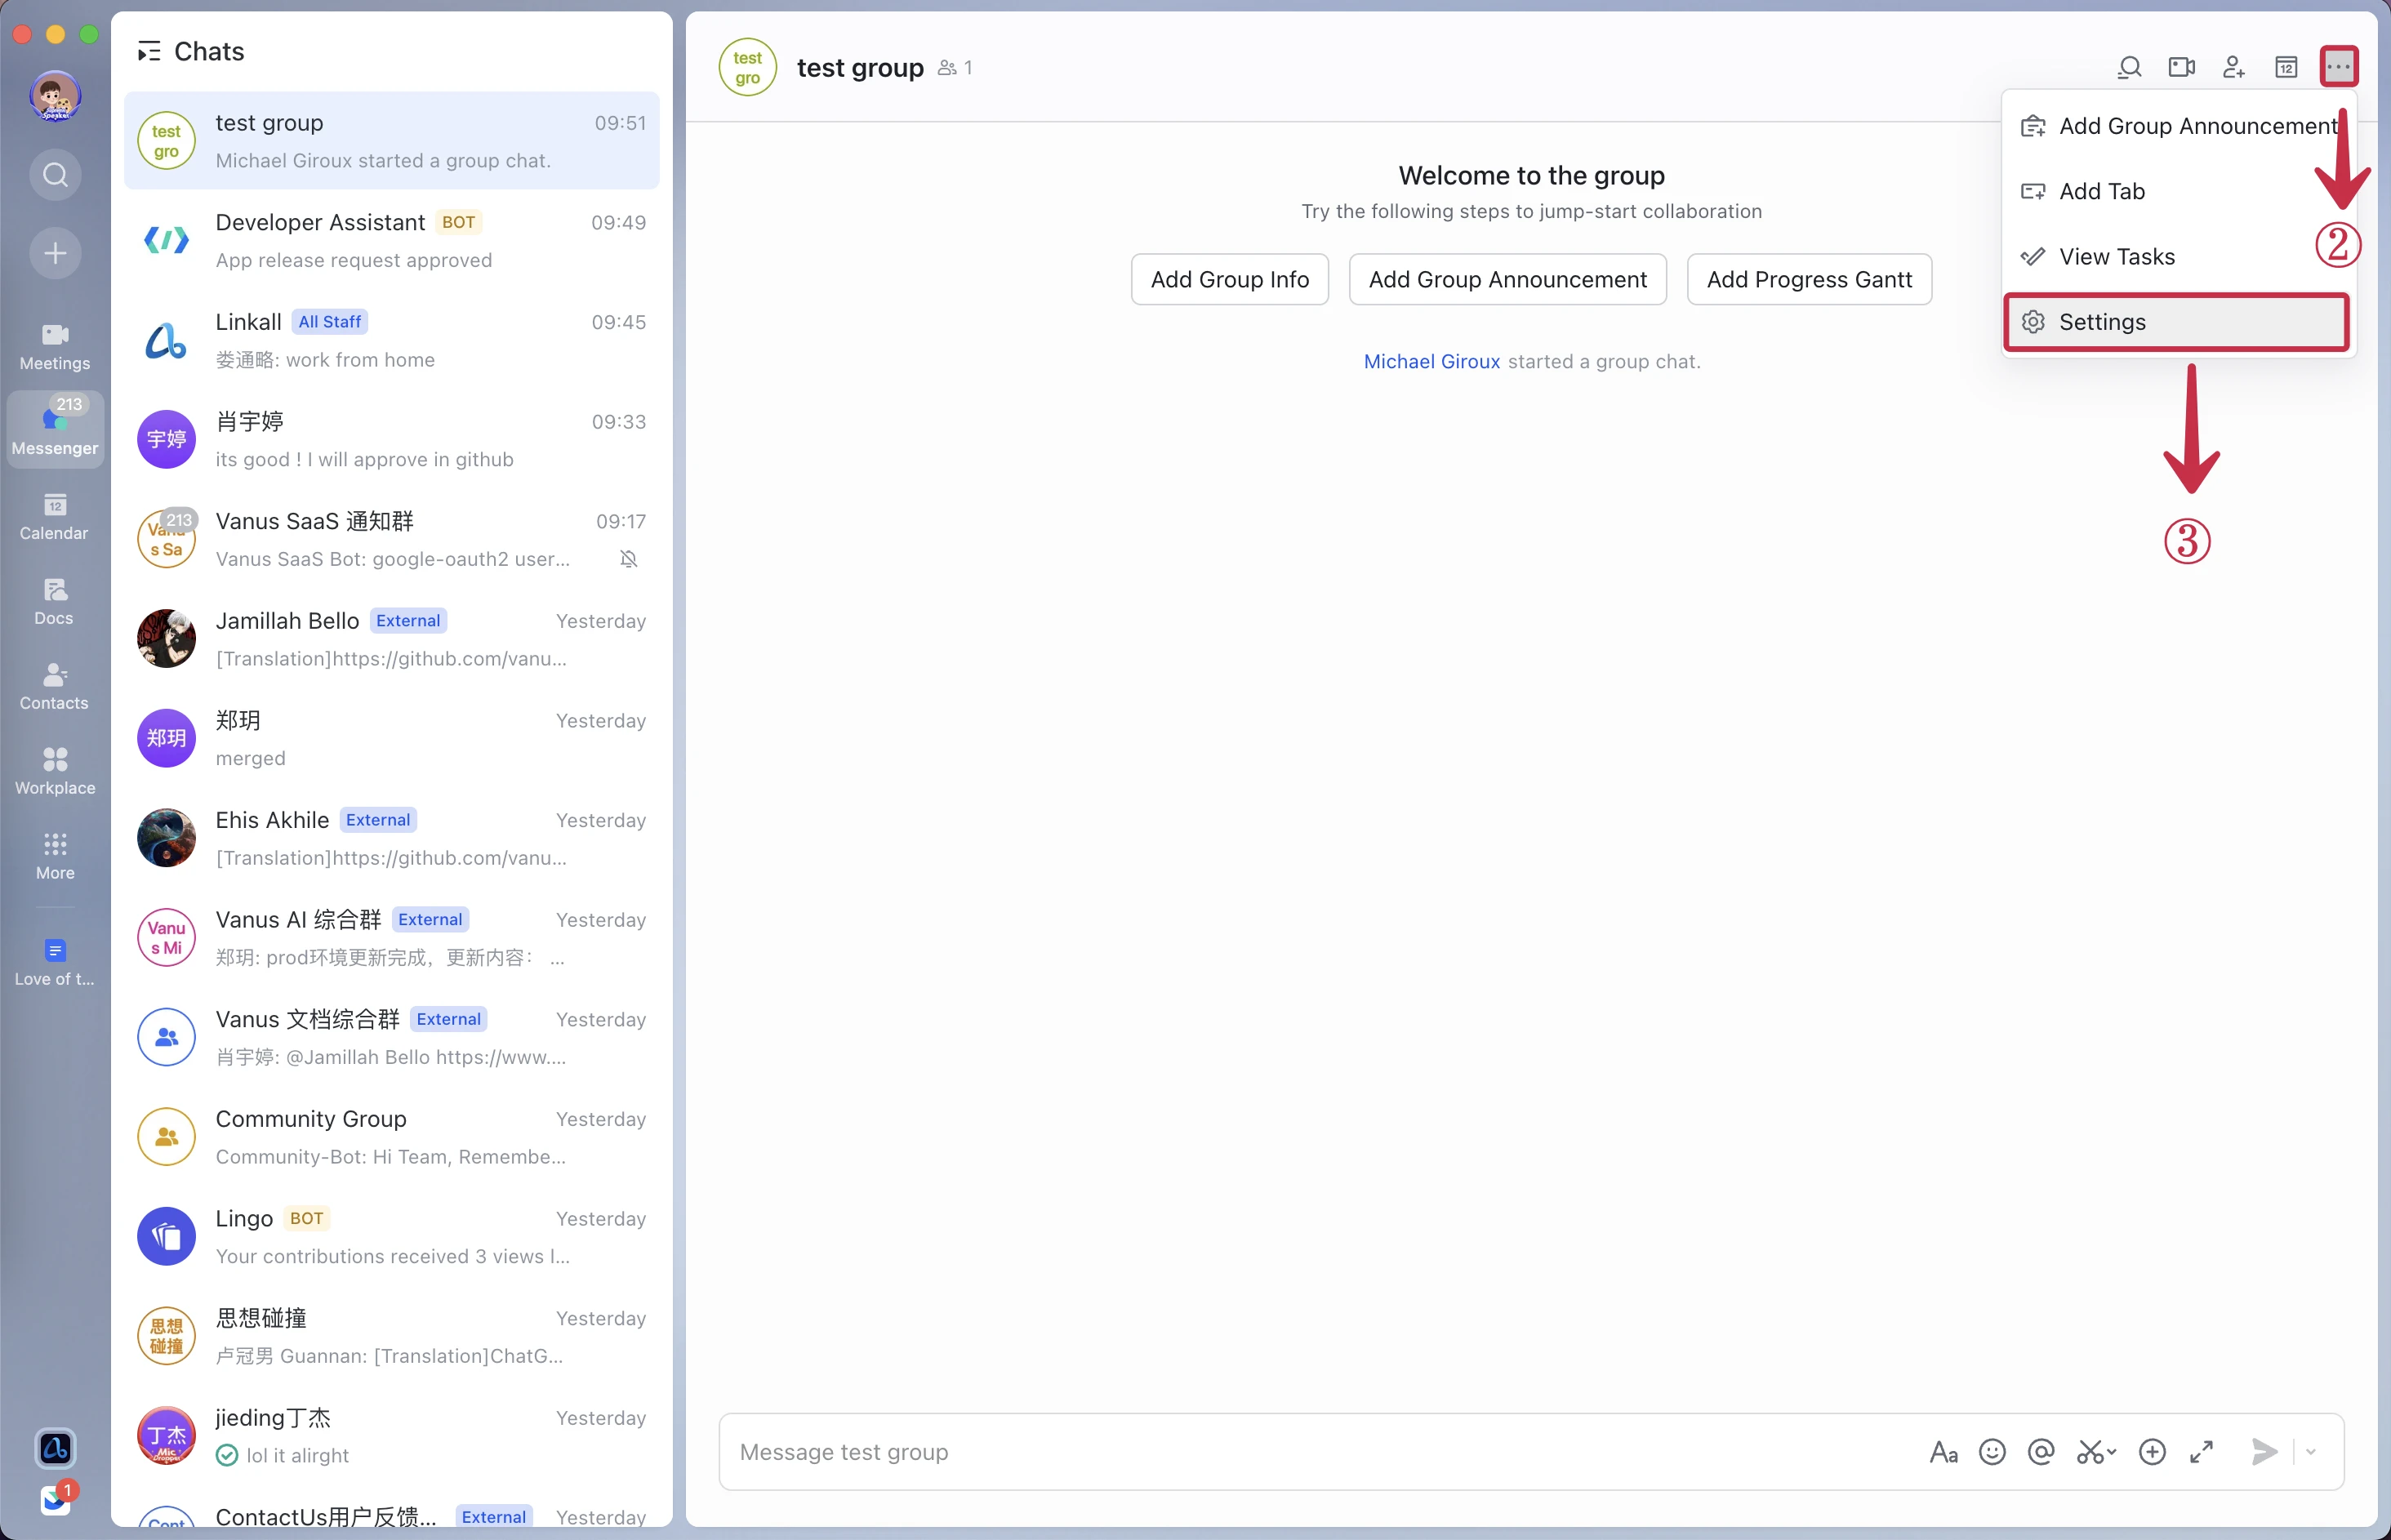 Chats
Meetings
213
Messenger
12
Calendar
Docs
Contacts
Workplace
More
Love of t...
1
test gro
test group
09:51
Michael Giroux started a group chat.
Developer Assistant BOT
09:49
App release request approved
Linkall All Staff
09:45
娄通略: work from home
宇婷
肖宇婷
09:33
its good ! I will approve in github
213
Vanu
s Sa
Vanus SaaS 通知群
09:17
Vanus SaaS Bot: google-oauth2 user...
Jamillah Bello External
Yesterday
[Translation]https://github.com/vanu...
郑玥
郑玥
Yesterday
merged
Ehis Akhile External
Yesterday
[Translation]https://github.com/vanu...
Vanu
s Mi
Vanus AI 综合群 External
Yesterday
郑玥: prod环境更新完成，更新内容： ...
Vanus 文档综合群 External
Yesterday
肖宇婷: @Jamillah Bello https://www....
Community Group
Yesterday
Community-Bot: Hi Team, Remembe...
Lingo BOT
Yesterday
Your contributions received 3 views l...
思想
碰撞
思想碰撞
Yesterday
卢冠男 Guannan: [Translation]ChatG...
丁杰
Mic
Dropper
jieding丁杰
Yesterday
lol it alirght
Cont
ContactUs用户反馈... External
Yesterday
test
gro
test group 1
12
...
Add Group Announcement
Add Tab
View Tasks
②
Settings
③
Welcome to the group
Try the following steps to jump-start collaboration
Add Group Info
Add Group Announcement
Add Progress Gantt
Michael Giroux started a group chat.
Message test group
Aa